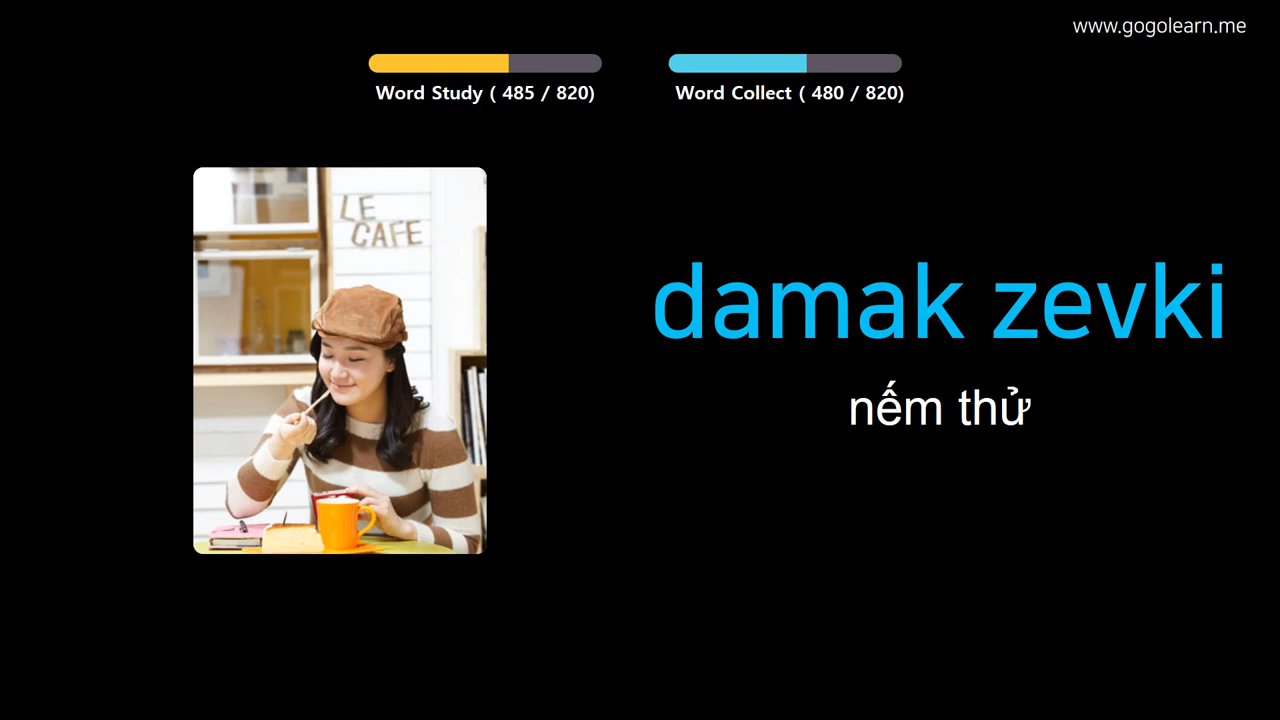 www.gogolearn.me
Word Study ( 485 / 820)
Word Collect ( 480 / 820)
LE
CAFE
damak zevki
nếm thử